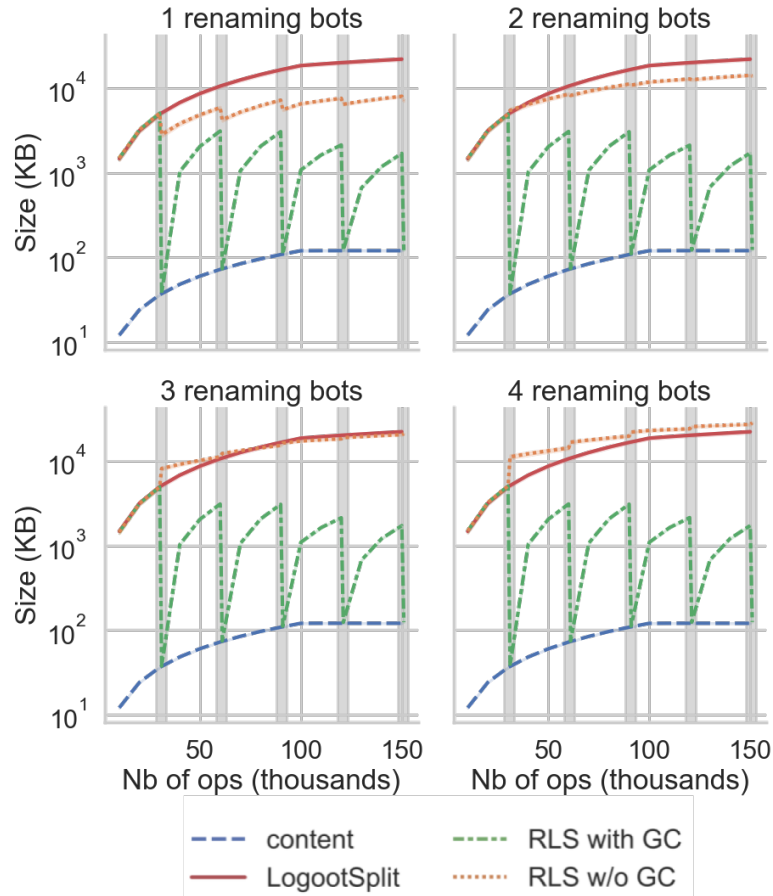 1 renaming bots
2 renaming bots
Size (KB)
10^4
10^3
10^2
10^1
3 renaming bots
4 renaming bots
Size (KB)
10^4
10^3
10^2
10^1
50
100
150
50
100
150
Nb of ops (thousands)
Nb of ops (thousands)
content
RLS with GC
LogootSplit
RLS w/o GC